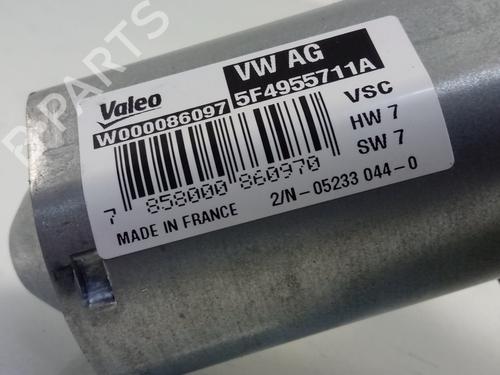 Valeo
VW AG
W000086097
5F4955711A
VSC
HW 7
SW 7
7 858000 860970
MADE IN FRANCE
2/N-05233 044-0
B PARTS